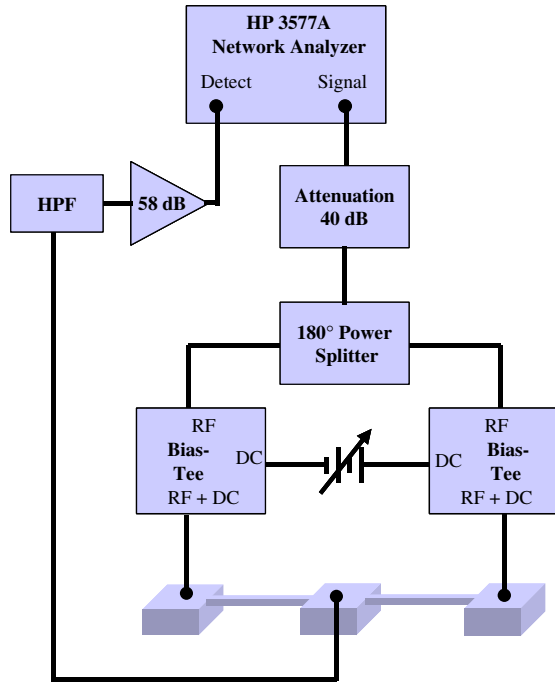 HP 3577A
Network Analyzer
Detect
Signal
HPF
58 dB
Attenuation
40 dB
180° Power
Splitter
RF
Bias-
Tee
DC
RF + DC
RF
Bias-
Tee
DC
RF + DC